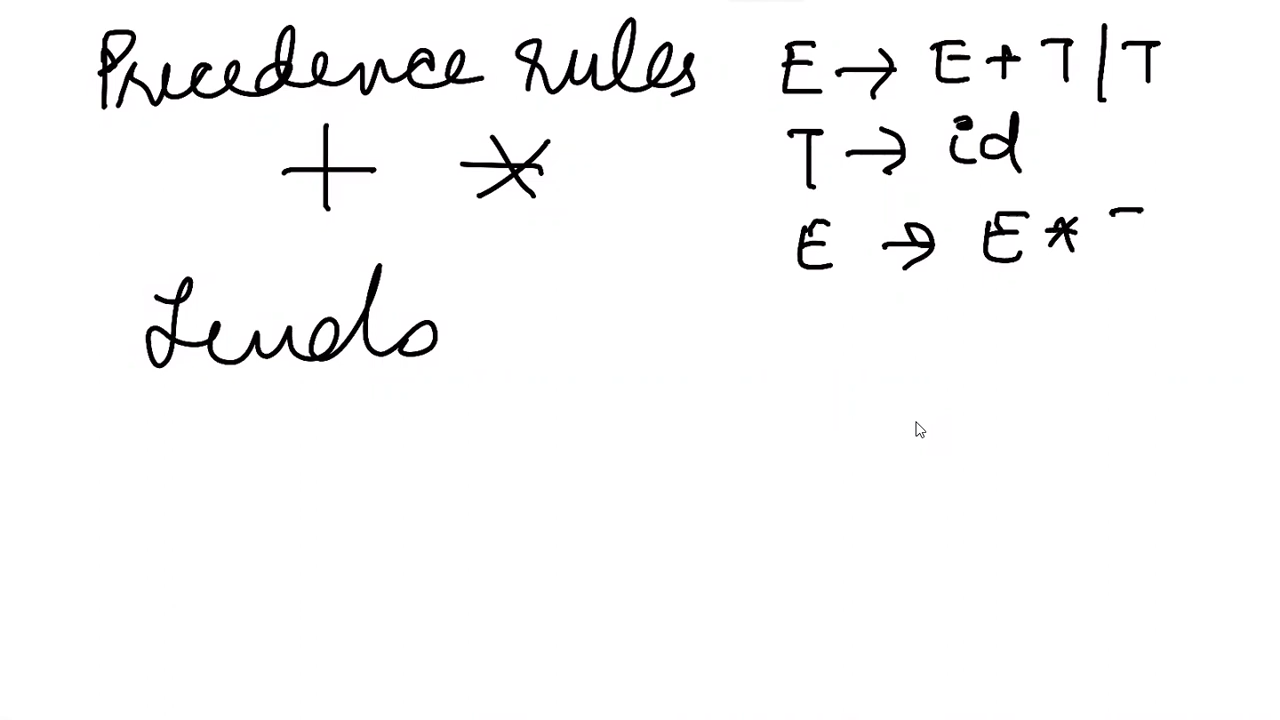 Precedence rules
+ *
Levels
E → E + T | T
T → id
E → E *